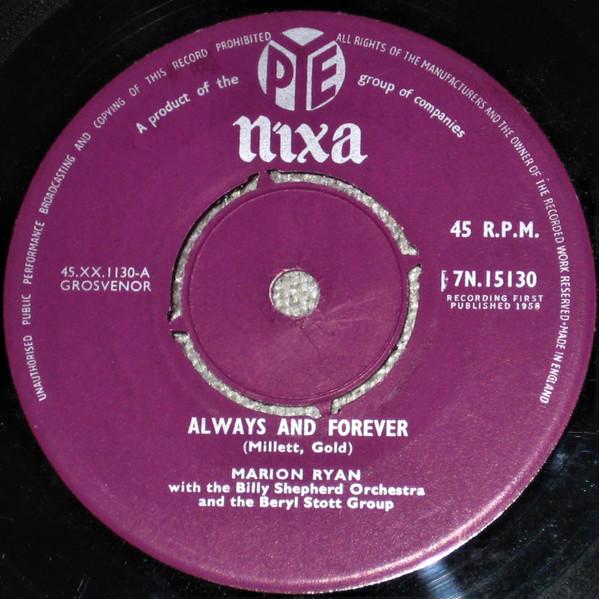 UNAUTHORISED PUBLIC PERFORMANCE BROADCASTING AND COPYING OF THIS RECORD PROHIBITED
ALL RIGHTS OF THE MANUFACTURERS AND THE OWNER OF THE RECORDED WORK RESERVED·MADE IN ENGLAND
A product of the PYE group of companies
nixa
45 R.P.M.
45.XX.1130-A
GROSVENOR
7N.15130
RECORDING FIRST
PUBLISHED 1958
ALWAYS AND FOREVER
(Millett, Gold)
MARION RYAN
with the Billy Shepherd Orchestra
and the Beryl Stott Group